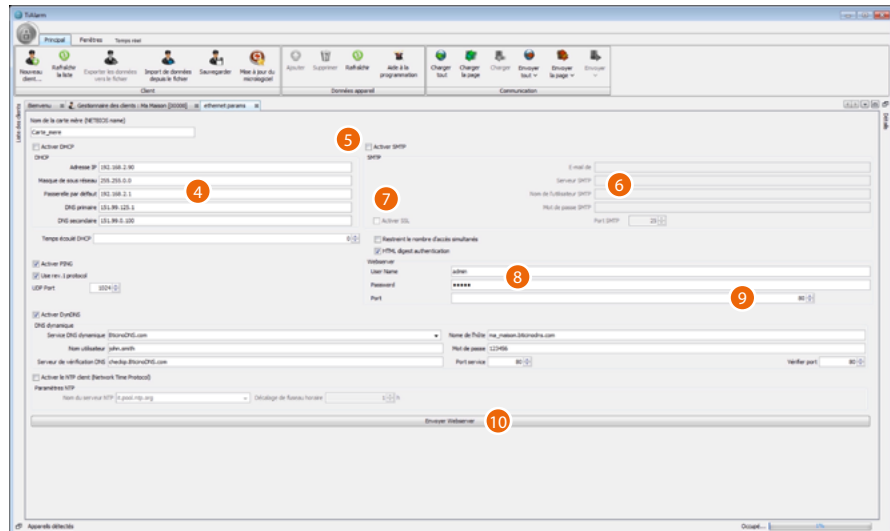 TiAlarm
Principal Fenêtres Temps réel
Nouveau client... Rafraîchir la liste Exporter les données vers le fichier Import de données depuis le fichier Sauvegarder Mise à jour du micrologiciel Ajouter Supprimer Rafraîchir Aide à la programmation Charger tout Charger la page Charger Envoyer tout Envoyer la page Envoyer
Client Données appareil Communication
Bienvenu Gestionnaire des clients : Ma Maison [00000] ethernet params
Liste des clients
Détails
Nom de la carte mère (NETBIOS name)
Carte_mere
5
Activer DHCP Activer SMTP
DHCP SMTP
Adresse IP 192.168.2.90 E-mail de
Masque de sous réseau 255.255.0.0 Serveur SMTP
4 6
Passerelle par défaut 192.168.2.1 Nom de l'utilisateur SMTP
7
DNS primaire 151.99.125.1 Mot de passe SMTP
DNS secondaire 151.99.0.100 Activer SSL Port SMTP 25
Temps écoulé DHCP 0 Restreint le nombre d'accès simultanés
HTML digest authentication
Activer PING Webserver
Use rev.1 protocol User Name admin
8
UDP Port 1024 Password •••••
Port 80
9
Activer DynDNS
DNS dynamique
Service DNS dynamique BticinoDNS.com Nome de l'hôte ma_maison.bticinodns.com
Nom utilisateur john.smith Mot de passe 123456
Serveur de vérification DNS checkip.BticinoDNS.com Port service 80 Vérifier port 80
Activer le NTP client (Network Time Protocol)
Paramètres NTP
Nom du serveur NTP it.pool.ntp.org Décalage de fuseau horaire 1 h
Envoyer Webserver 10
Appareils détectés Occupé... 0%